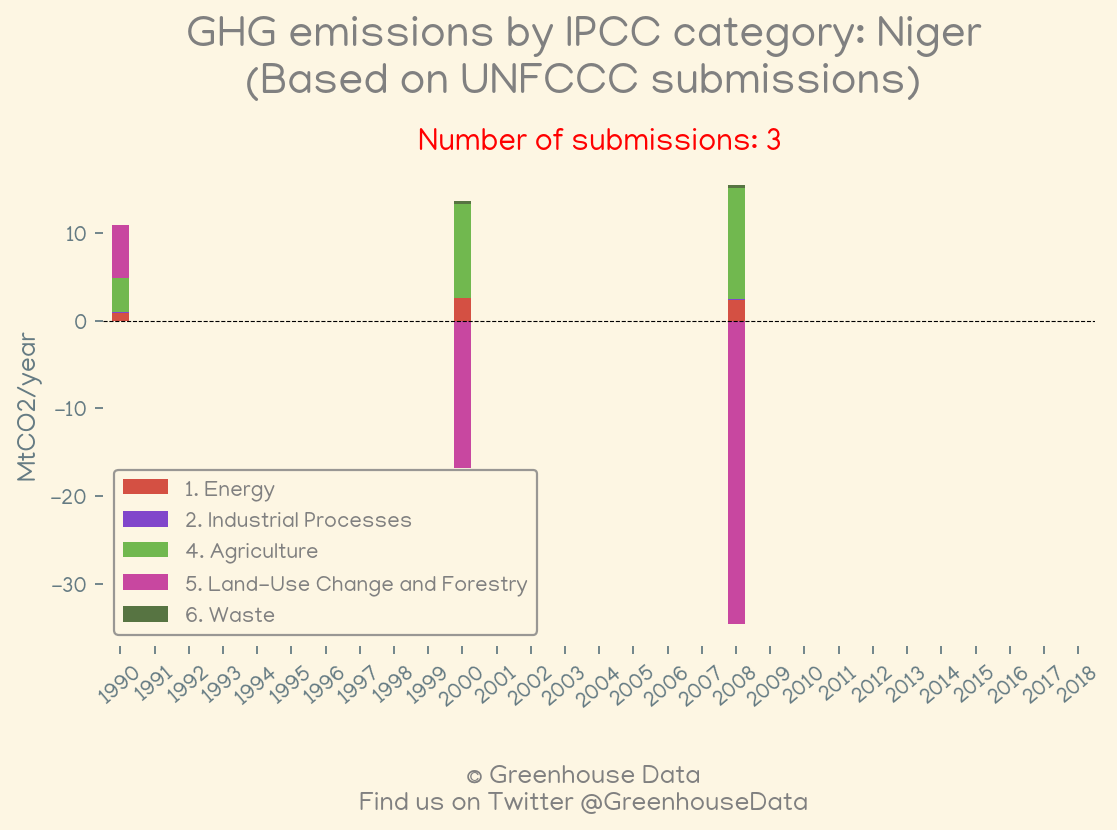 GHG emissions by IPCC category: Niger
(Based on UNFCCC submissions)
Number of submissions: 3
MtCO2/year
10
0
−10
−20
−30
1. Energy
2. Industrial Processes
4. Agriculture
5. Land-Use Change and Forestry
6. Waste
1990 1991 1992 1993 1994 1995 1996 1997 1998 1999 2000 2001 2002 2003 2004 2005 2006 2007 2008 2009 2010 2011 2012 2013 2014 2015 2016 2017 2018
© Greenhouse Data
Find us on Twitter @GreenhouseData